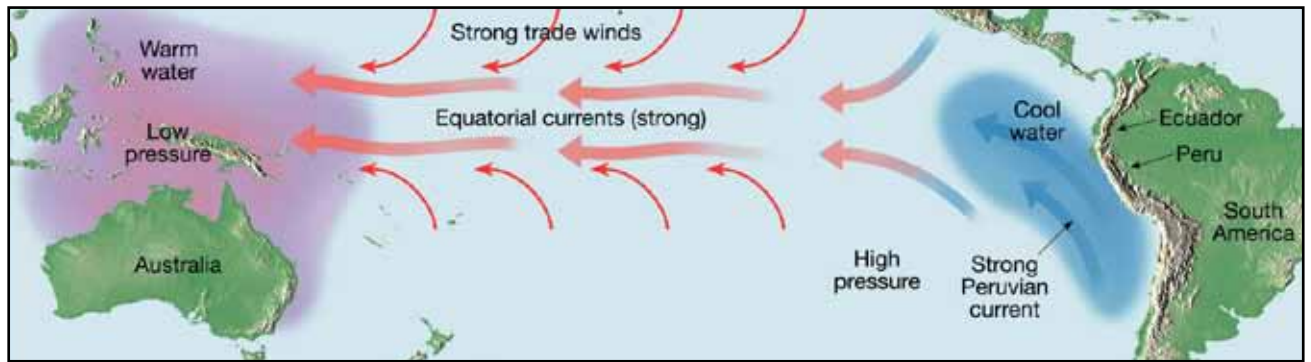 Strong trade winds
Warm
water
Equatorial currents (strong)
Low
pressure
Cool
water
Ecuador
Peru
South
America
Australia
High
pressure
Strong
Peruvian
current